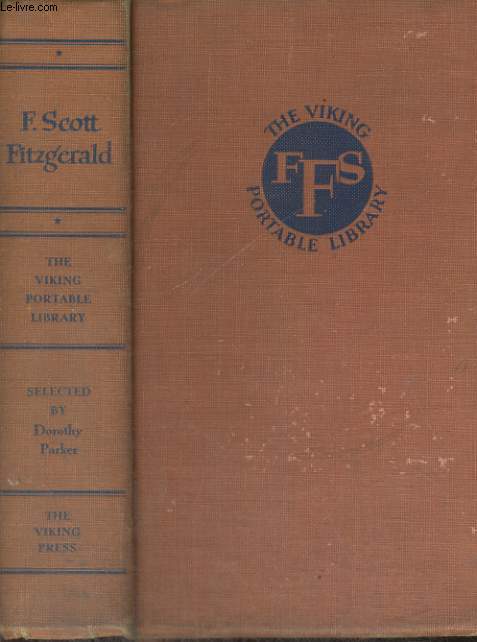 Le-livre.com
F. Scott
Fitzgerald
THE
VIKING
PORTABLE
LIBRARY
SELECTED
BY
Dorothy
Parker
THE
VIKING
PRESS
THE VIKING
FFS
PORTABLE LIBRARY